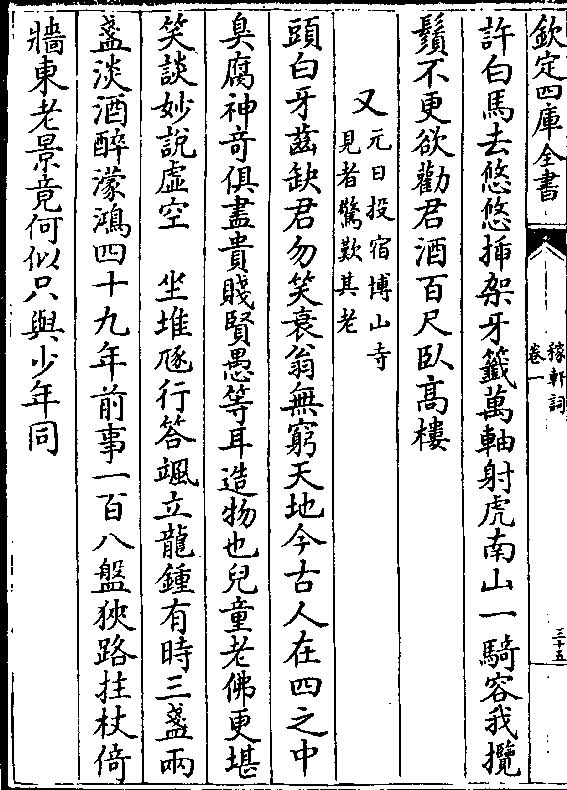 欽定四庫全書
稼軒詞
卷一
三十五
許白馬去悠悠揷架牙籤萬軸射虎南山一騎容我攬
鬚不更欲勸君酒百尺臥高樓
又元日投宿博山寺
見者驚歎其老
頭白牙齒缺君勿笑衰翁無窮天地今古人在四之中
臭腐神奇俱盡貴賤賢愚等耳造物也兒童老佛更堪
笑談妙說虛空　坐堆豗行答颯立龍鍾有時三盞兩
盞淡酒醉濛鴻四十九年前事一百八盤狹路拄杖倚
牆東老景竟何似只與少年同